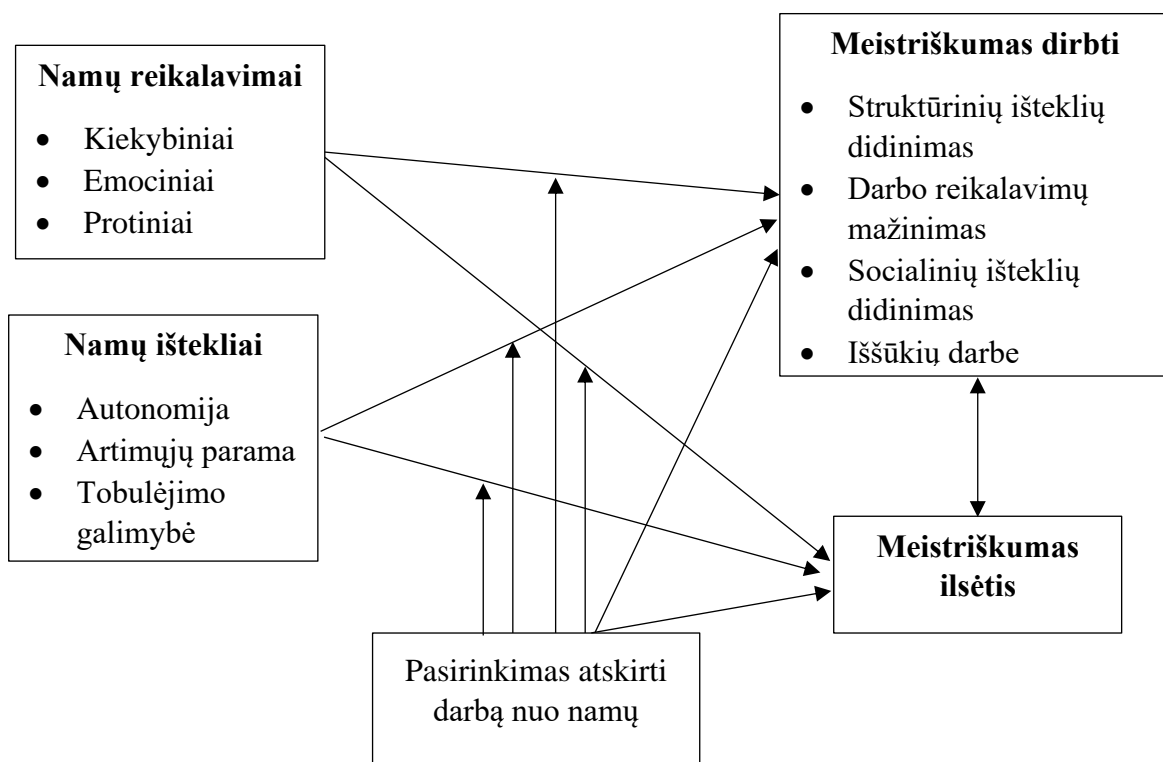 Namų reikalavimai
• Kiekybiniai
• Emociniai
• Protiniai
Namų ištekliai
• Autonomija
• Artimųjų parama
• Tobulėjimo
galimybė
Meistriškumas dirbti
• Struktūrinių išteklių
didinimas
• Darbo reikalavimų
mažinimas
• Socialinių išteklių
didinimas
• Iššūkių darbe
Meistriškumas
ilsėtis
Pasirinkimas atskirti
darbą nuo namų